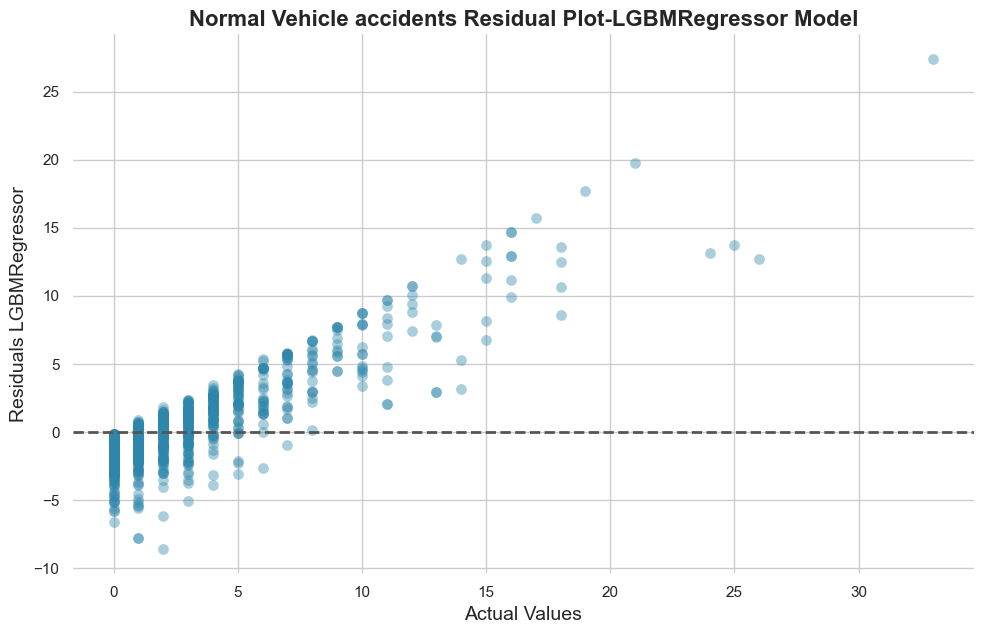 Normal Vehicle accidents Residual Plot-LGBMRegressor Model
Residuals LGBMRegressor
25
20
15
10
5
0
−5
−10
0 5 10 15 20 25 30
Actual Values